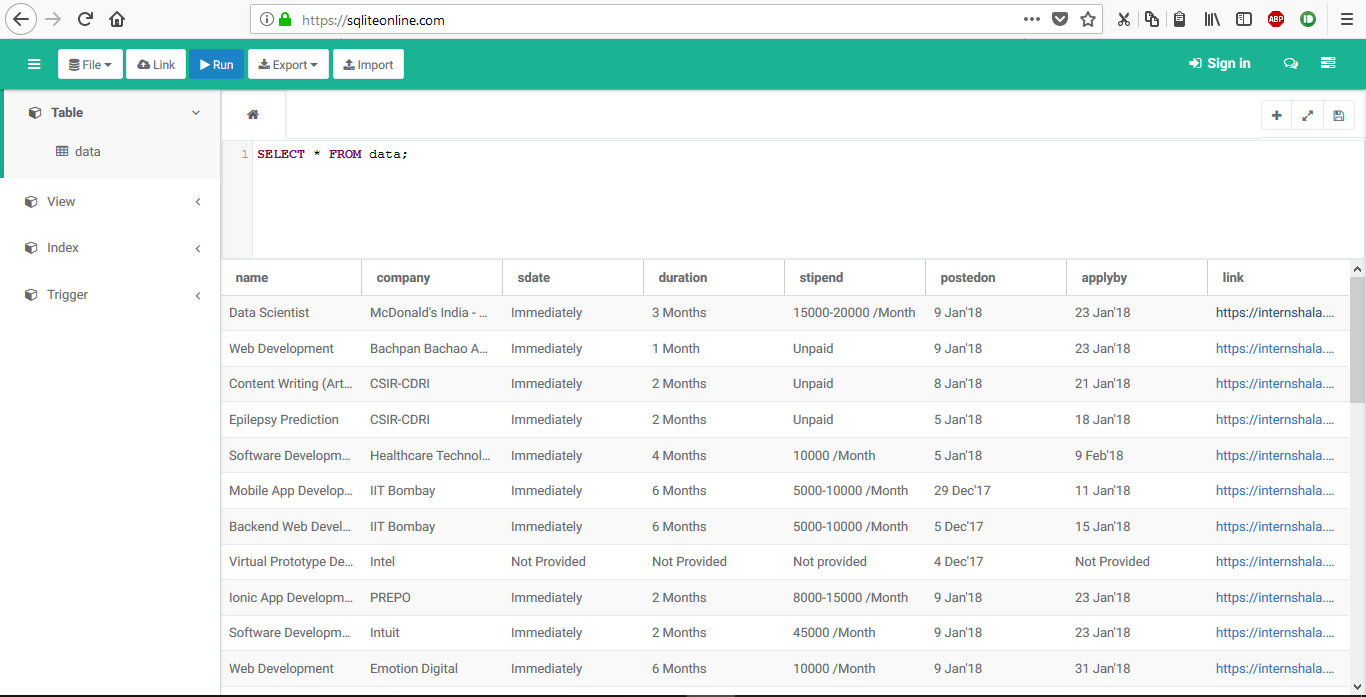 https://sqliteonline.com
ABP
File Link Run Export Import Sign in
Table
data
View
Index
Trigger
1 SELECT * FROM data;
name company sdate duration stipend postedon applyby link
Data Scientist McDonald's India - ... Immediately 3 Months 15000-20000 /Month 9 Jan'18 23 Jan'18 https://internshala....
Web Development Bachpan Bachao A... Immediately 1 Month Unpaid 9 Jan'18 23 Jan'18 https://internshala....
Content Writing (Art... CSIR-CDRI Immediately 2 Months Unpaid 8 Jan'18 21 Jan'18 https://internshala....
Epilepsy Prediction CSIR-CDRI Immediately 2 Months Unpaid 5 Jan'18 18 Jan'18 https://internshala....
Software Developm... Healthcare Technol... Immediately 4 Months 10000 /Month 5 Jan'18 9 Feb'18 https://internshala....
Mobile App Develop... IIT Bombay Immediately 6 Months 5000-10000 /Month 29 Dec'17 11 Jan'18 https://internshala....
Backend Web Devel... IIT Bombay Immediately 6 Months 5000-10000 /Month 5 Dec'17 15 Jan'18 https://internshala....
Virtual Prototype De... Intel Not Provided Not Provided Not provided 4 Dec'17 Not Provided https://internshala....
Ionic App Developm... PREPO Immediately 2 Months 8000-15000 /Month 9 Jan'18 23 Jan'18 https://internshala....
Software Developm... Intuit Immediately 2 Months 45000 /Month 9 Jan'18 23 Jan'18 https://internshala....
Web Development Emotion Digital Immediately 6 Months 10000 /Month 9 Jan'18 31 Jan'18 https://internshala....